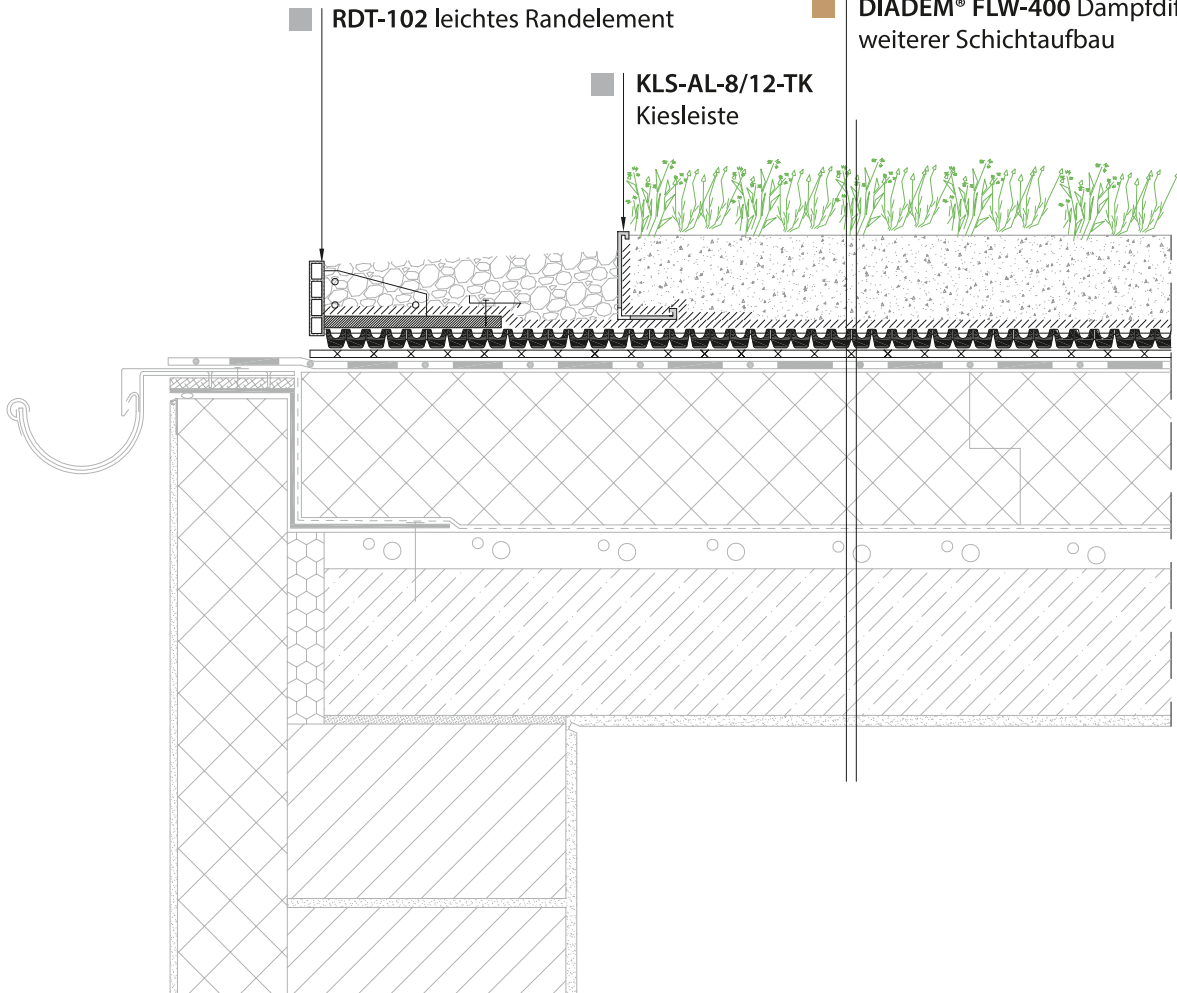 RDT-102 leichtes Randelement
DIADEM® FLW-400
weiterer Schichtaufbau
KLS-AL-8/12-TK
Kiesleiste